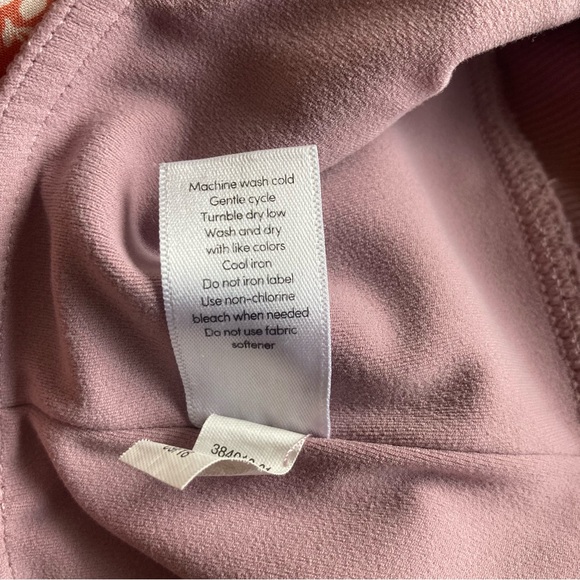 Machine wash cold
Gentle cycle
Turnble dry low
Wash and dry
with like colors
Cool iron
Do not iron label
Use non-chlorine
bleach when needed
Do not use fabric
softener